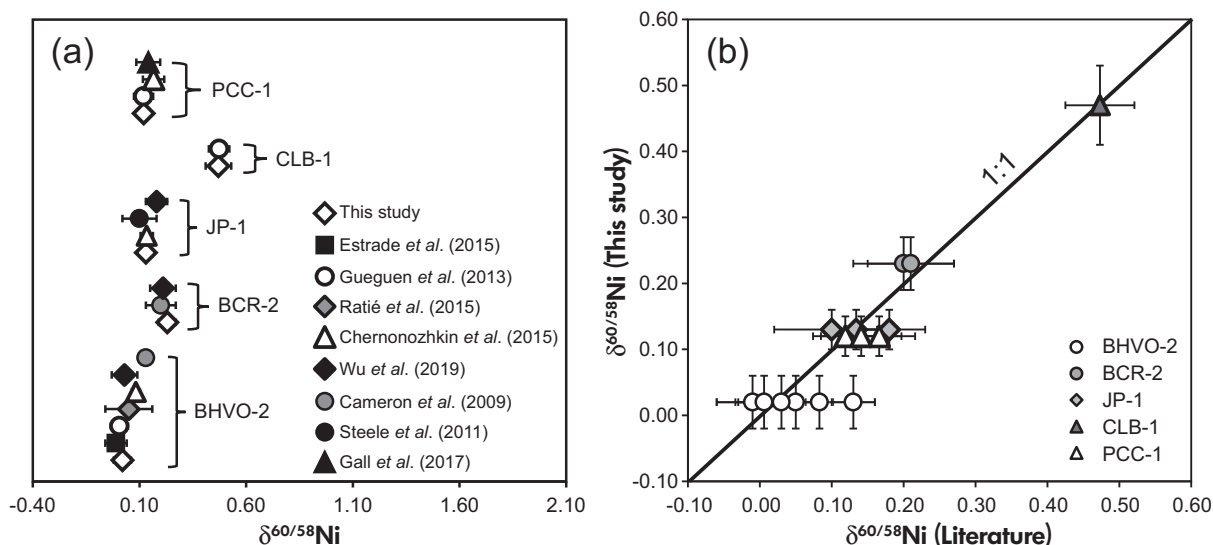 (a)
PCC-1
CLB-1
JP-1
BCR-2
BHVO-2
This study
Estrade et al. (2015)
Gueguen et al. (2013)
Ratié et al. (2015)
Chernonozhkin et al. (2015)
Wu et al. (2019)
Cameron et al. (2009)
Steele et al. (2011)
Gall et al. (2017)
-0.40 0.10 0.60 1.10 1.60 2.10
δ60/58Ni
(b)
0.60
0.50
0.40
0.30
0.20
0.10
0.00
-0.10
δ60/58Ni (This study)
1:1
BHVO-2
BCR-2
JP-1
CLB-1
PCC-1
-0.10 0.00 0.10 0.20 0.30 0.40 0.50 0.60
δ60/58Ni (Literature)